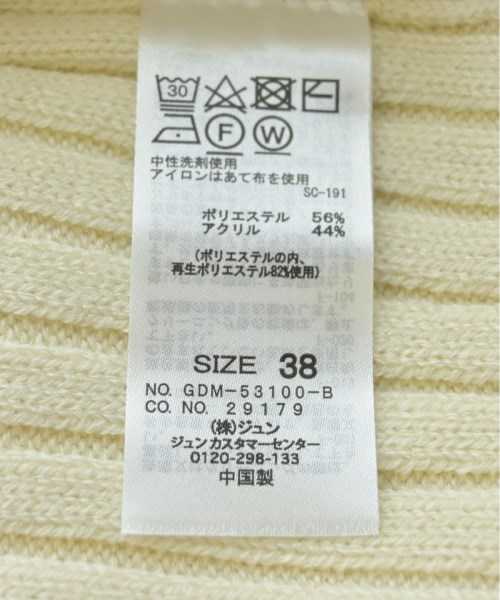 30
F W
中性洗剤使用
アイロンはあて布を使用
SC-191
ポリエステル 56%
アクリル 44%
(ポリエステルの内、
再生ポリエステル82%使用)
SIZE 38
NO. GDM-53100-B
CO. NO. 29179
(株)ジュン
ジュン カスタマーセンター
0120-298-133
中国製